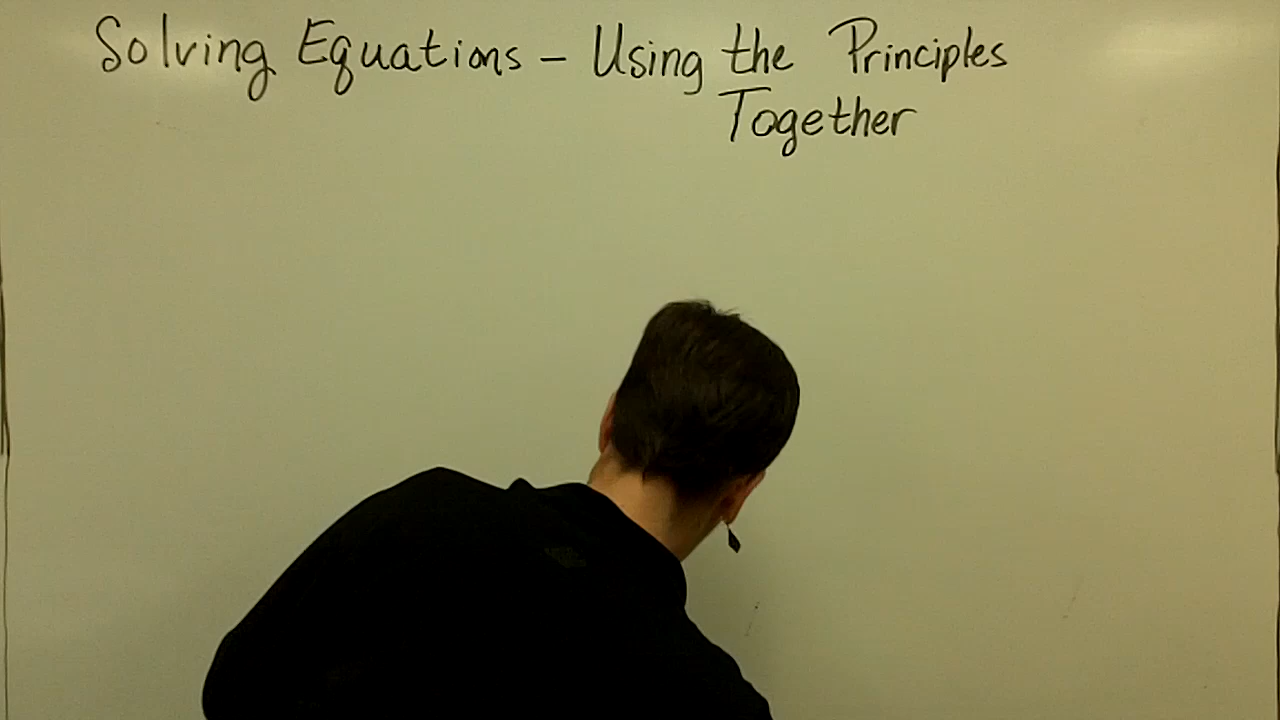 Solving Equations – Using the Principles
Together